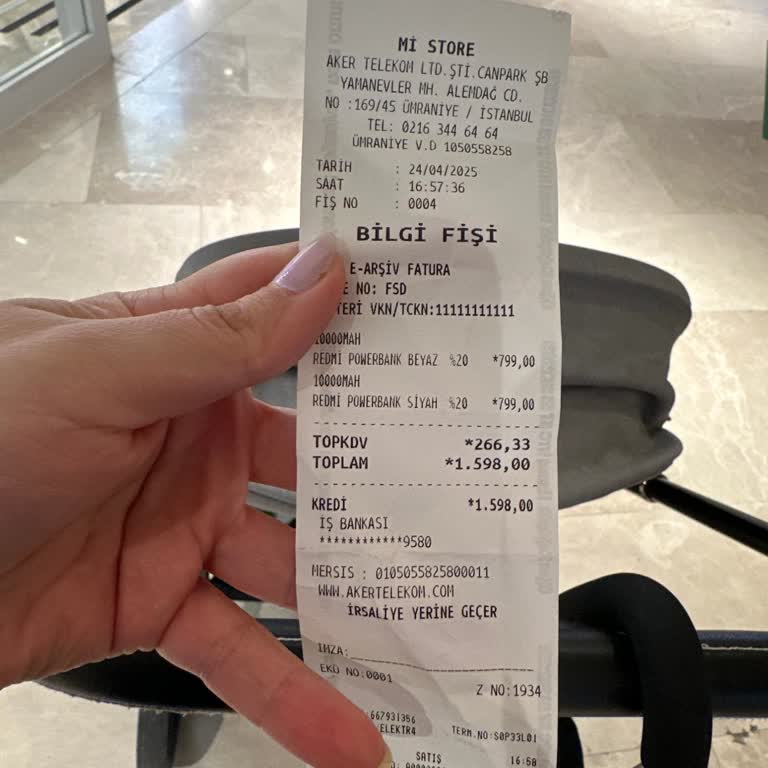 Mİ STORE
AKER TELEKOM LTD.ŞTİ.CANPARK ŞB
YAMANEVLER MH. ALEMDAĞ CD.
NO :169/45 ÜMRANİYE / İSTANBUL
TEL: 0216 344 64 64
ÜMRANİYE V.D 1050558258
TARİH : 24/04/2025
SAAT : 16:57:36
FİŞ NO : 0004
BİLGİ FİŞİ
E-ARŞİV FATURA
NO: FSD
VKN/TCKN:11111111111
10000MAH
REDMI POWERBANK BEYAZ %20 *799,00
10000MAH
REDMI POWERBANK SİYAH %20 *799,00
TOPKDV *266,33
TOPLAM *1.598,00
KREDİ *1.598,00
İŞ BANKASI
************9580
MERSIS : 0105055825800011
WWW.AKERTELEKOM.COM
İRSALİYE YERİNE GEÇER
IMZA:
EKÜ NO:0001
Z NO:1934
TERM.NO:S0P33L01
SATIŞ
16:58